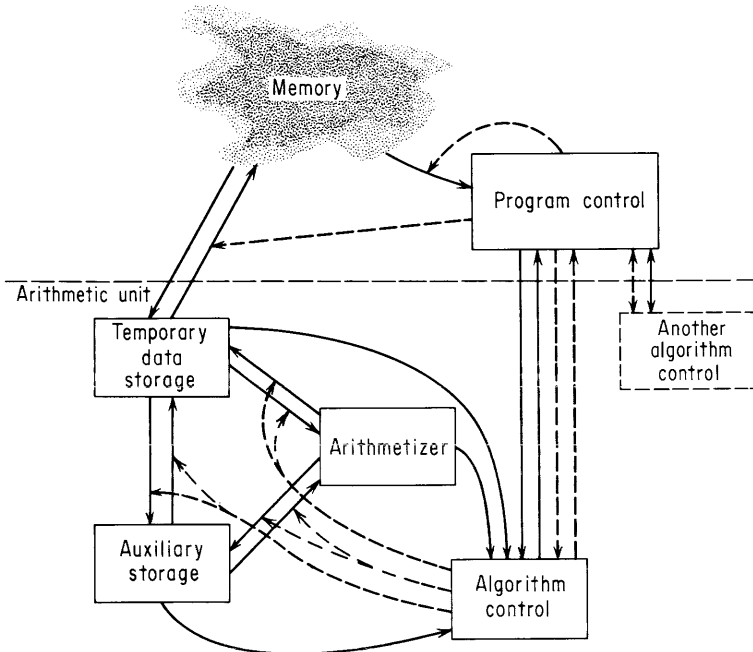 Memory
Program control
Arithmetic unit
Temporary
data
storage
Another
algorithm
control
Arithmetizer
Auxiliary
storage
Algorithm
control